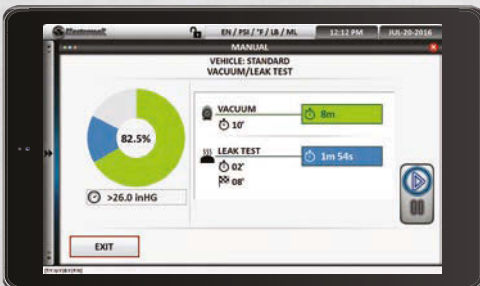 Mastercool EN / PSI / °F / LB / ML 12:12 PM JUL-20-2016
MANUAL
VEHICLE: STANDARD
VACUUM/LEAK TEST
VACUUM 8m
10'
82.5%
LEAK TEST 1m 54s
02'
08'
>26.0 inHG
EXIT